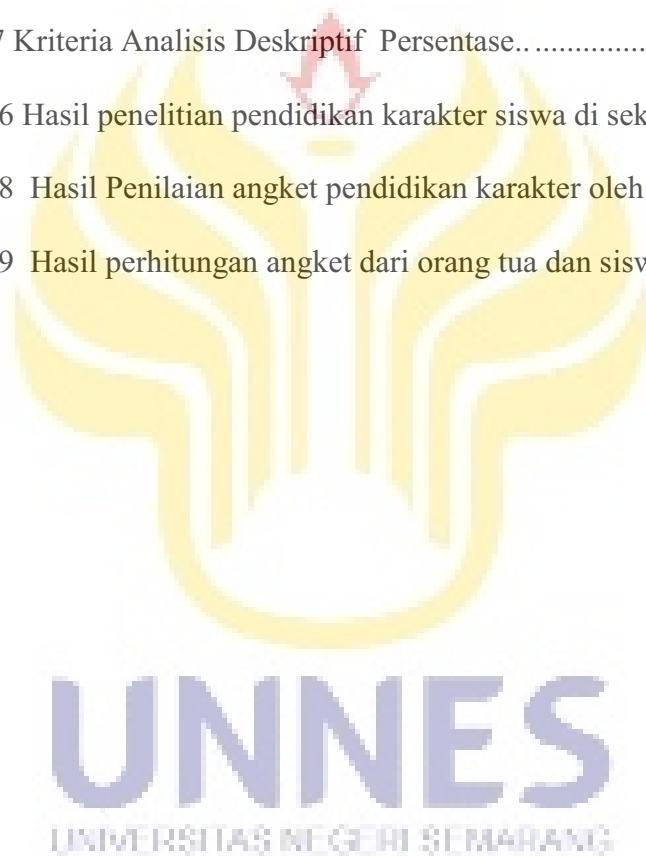 7 Kriteria Analisis Deskriptif  Persentase.. ...............
6 Hasil penelitian pendidikan karakter siswa di sek
8  Hasil Penilaian angket pendidikan karakter oleh
9  Hasil perhitungan angket dari orang tua dan sisw
UNNES
UNIVERSITAS NEGERI SEMARANG